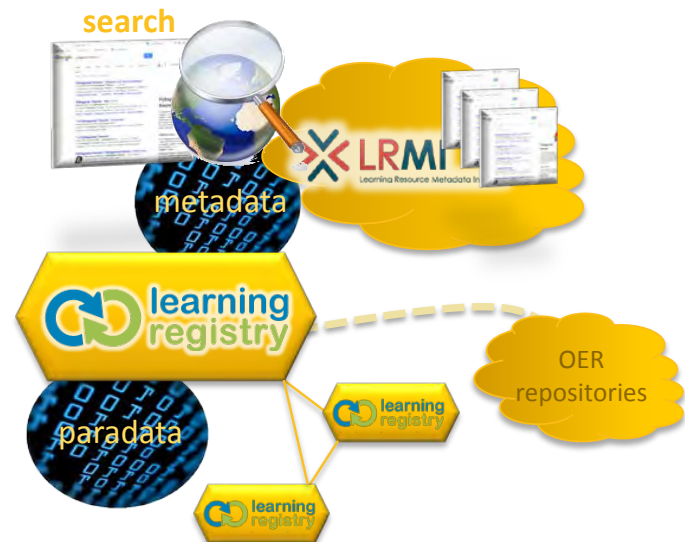 search
LRMI
Learning Resource Metadata In
metadata
learning
registry
OER
repositories
paradata
learning
registry
learning
registry